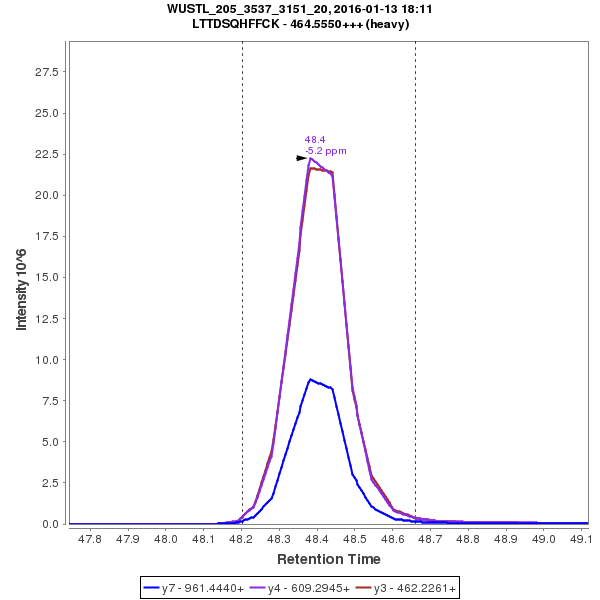 WUSTL_205_3537_3151_20, 2016-01-13 18:11
LTTDSQHFFCK - 464.5550+++ (heavy)
48.4
-5.2 ppm
Intensity 10^6
27.5
25.0
22.5
20.0
17.5
15.0
12.5
10.0
7.5
5.0
2.5
0.0
47.8 47.9 48.0 48.1 48.2 48.3 48.4 48.5 48.6 48.7 48.8 48.9 49.0 49.1
Retention Time
y7 - 961.4440+ y4 - 609.2945+ y3 - 462.2261+